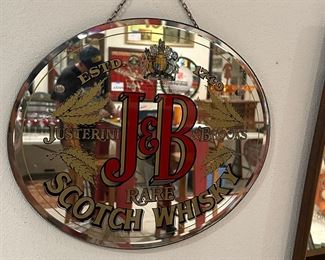 ESTD 1749
JUSTERINI & BROOKS
J&B
RARE
SCOTCH WHISKY